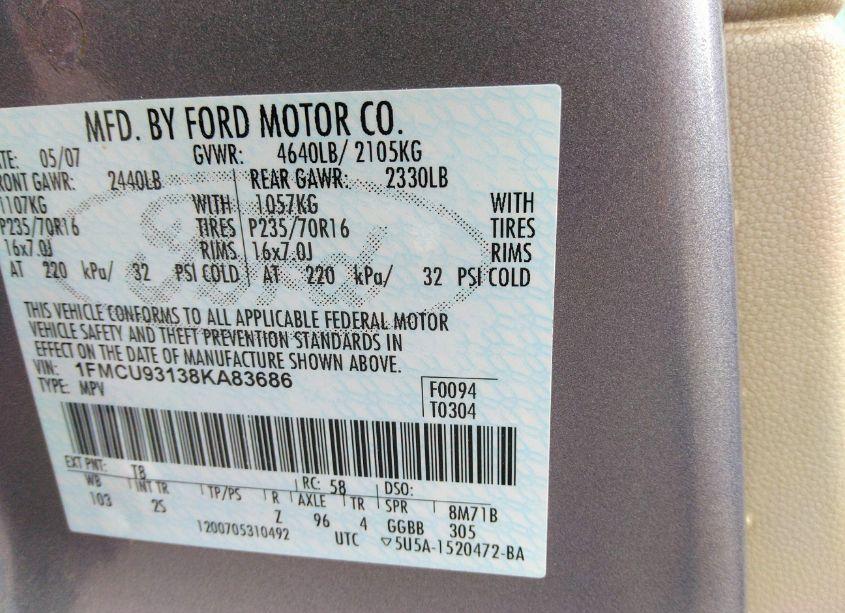 MFD. BY FORD MOTOR CO.
TE: 05/07 GVWR: 4640LB/ 2105KG
RONT GAWR: 2440LB REAR GAWR: 2330LB
1107KG WITH 1057KG WITH
P235/70R16 TIRES P235/70R16 TIRES
16x7.0J RIMS 16x7.0J RIMS
AT 220 kPa/ 32 PSI COLD AT 220 kPa/ 32 PSI COLD
THIS VEHICLE CONFORMS TO ALL APPLICABLE FEDERAL MOTOR
VEHICLE SAFETY AND THEFT PREVENTION STANDARDS IN
EFFECT ON THE DATE OF MANUFACTURE SHOWN ABOVE.
VIN: 1FMCU93138KA83686
TYPE: MPV
F0094
T0304
EXT PNT: T8 RC: 58 DSO:
WB INT TR TP/PS R AXLE TR SPR 8M71B
103 2S Z 96 4 GGBB 305
1200705310492 UTC ▽5U5A-1520472-BA
Ford